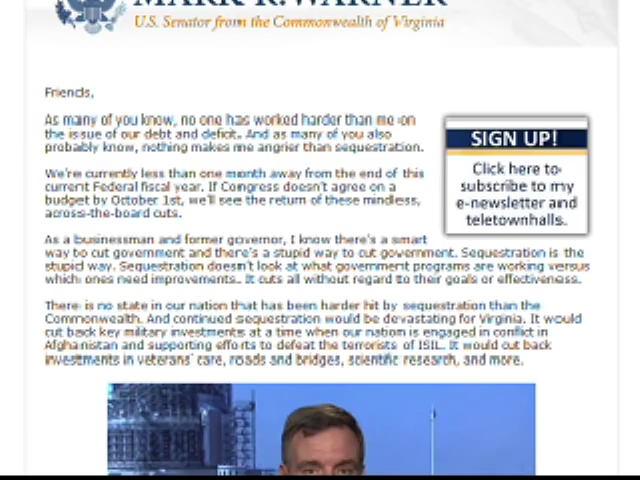 MARK R. WARNER
U.S. Senator from the Commonwealth of Virginia
Friends,
As many of you know, no one has worked harder than me on
the issue of our debt and deficit. And as many of you also
probably know, nothing makes me angrier than sequestration.
SIGN UP!
Click here to
subscribe to my
e-newsletter and
teletownhalls.
We're currently less than one month away from the end of this
current Federal fiscal year. If Congress doesn't agree on a
budget by October 1st, we'll see the return of these mindless,
across-the-board cuts.
As a businessman and former governor, I know there's a smart
way to cut government and there's a stupid way to cut government. Sequestration is the
stupid way. Sequestration doesn't look at what government programs are working versus
which ones need improvements. It cuts all without regard to their goals or effectiveness.
There is no state in our nation that has been harder hit by sequestration than the
Commonwealth. And continued sequestration would be devastating for Virginia. It would
cut back key military investments at a time when our nation is engaged in conflict in
Afghanistan and supporting efforts to defeat the terrorists of ISIL. It would cut back
investments in veterans' care, roads and bridges, scientific research, and more.